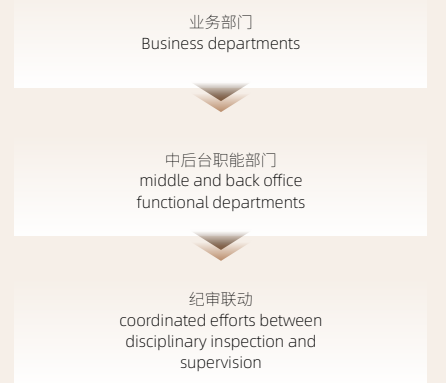 业务部门
Business departments
中后台职能部门
middle and back office
functional departments
纪审联动
coordinated efforts between
disciplinary inspection and
supervision